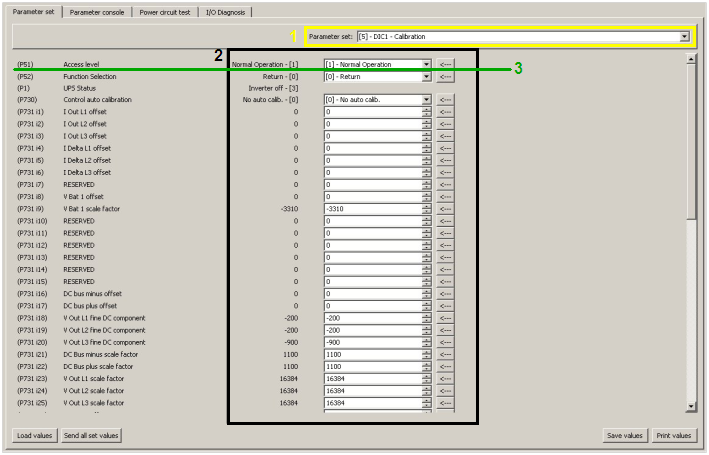 Parameter set Parameter console Power circuit test I/O Diagnosis
1 Parameter set: [5] - DIC1 - Calibration
2
(P51) Access level Normal Operation - [1] [1] - Normal Operation <---
3
(P52) Function Selection Return - [0] [0] - Return <---
(P1) UPS Status Inverter off - [3]
(P730) Control auto calibration No auto calib. - [0] [0] - No auto calib. <---
(P731 i1) I Out L1 offset 0 0 <---
(P731 i2) I Out L2 offset 0 0 <---
(P731 i3) I Out L3 offset 0 0 <---
(P731 i4) I Delta L1 offset 0 0 <---
(P731 i5) I Delta L2 offset 0 0 <---
(P731 i6) I Delta L3 offset 0 0 <---
(P731 i7) RESERVED 0 0 <---
(P731 i8) V Bat 1 offset 0 0 <---
(P731 i9) V Bat 1 scale factor -3310 -3310 <---
(P731 i10) RESERVED 0 0 <---
(P731 i11) RESERVED 0 0 <---
(P731 i12) RESERVED 0 0 <---
(P731 i13) RESERVED 0 0 <---
(P731 i14) RESERVED 0 0 <---
(P731 i15) RESERVED 0 0 <---
(P731 i16) DC bus minus offset 0 0 <---
(P731 i17) DC bus plus offset 0 0 <---
(P731 i18) V Out L1 fine DC component -200 -200 <---
(P731 i19) V Out L2 fine DC component -200 -200 <---
(P731 i20) V Out L3 fine DC component -900 -900 <---
(P731 i21) DC Bus minus scale factor 1100 1100 <---
(P731 i22) DC Bus plus scale factor 1100 1100 <---
(P731 i23) V Out L1 scale factor 16384 16384 <---
(P731 i24) V Out L2 scale factor 16384 16384 <---
(P731 i25) V Out L3 scale factor 16384 16384 <---
Load values Send all set values Save values Print values